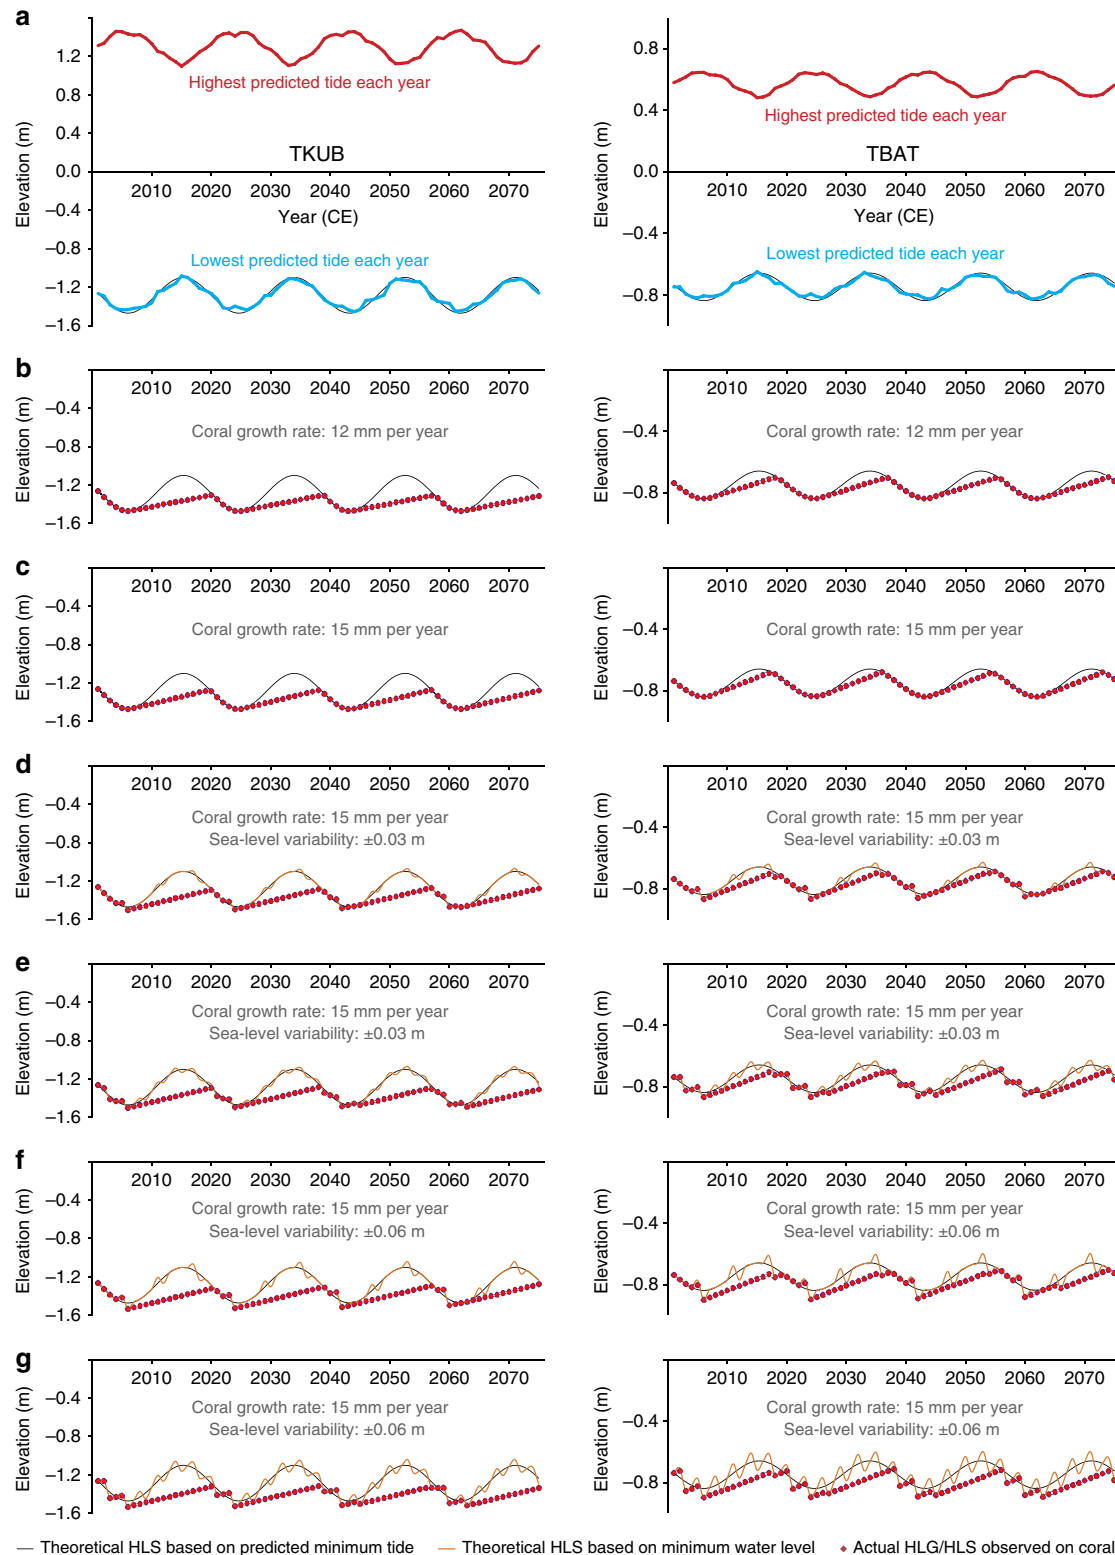 a
Elevation (m)
1.2
0.8
0.4
0.0
−0.4
−0.8
−1.2
−1.6
Highest predicted tide each year
TKUB
2010 2020 2030 2040 2050 2060 2070
Year (CE)
Lowest predicted tide each year
Elevation (m)
0.8
0.4
0.0
−0.4
−0.8
Highest predicted tide each year
TBAT
2010 2020 2030 2040 2050 2060 2070
Year (CE)
Lowest predicted tide each year
b
Elevation (m)
−0.4
−0.8
−1.2
−1.6
2010 2020 2030 2040 2050 2060 2070
Coral growth rate: 12 mm per year
Elevation (m)
−0.4
−0.8
2010 2020 2030 2040 2050 2060 2070
Coral growth rate: 12 mm per year
c
Elevation (m)
−0.4
−0.8
−1.2
−1.6
2010 2020 2030 2040 2050 2060 2070
Coral growth rate: 15 mm per year
Elevation (m)
−0.4
−0.8
2010 2020 2030 2040 2050 2060 2070
Coral growth rate: 15 mm per year
d
Elevation (m)
−0.4
−0.8
−1.2
−1.6
2010 2020 2030 2040 2050 2060 2070
Coral growth rate: 15 mm per year
Sea-level variability: ±0.03 m
Elevation (m)
−0.4
−0.8
2010 2020 2030 2040 2050 2060 2070
Coral growth rate: 15 mm per year
Sea-level variability: ±0.03 m
e
Elevation (m)
−0.4
−0.8
−1.2
−1.6
2010 2020 2030 2040 2050 2060 2070
Coral growth rate: 15 mm per year
Sea-level variability: ±0.03 m
Elevation (m)
−0.4
−0.8
2010 2020 2030 2040 2050 2060 2070
Coral growth rate: 15 mm per year
Sea-level variability: ±0.03 m
f
Elevation (m)
−0.4
−0.8
−1.2
−1.6
2010 2020 2030 2040 2050 2060 2070
Coral growth rate: 15 mm per year
Sea-level variability: ±0.06 m
Elevation (m)
−0.4
−0.8
2010 2020 2030 2040 2050 2060 2070
Coral growth rate: 15 mm per year
Sea-level variability: ±0.06 m
g
Elevation (m)
−0.4
−0.8
−1.2
−1.6
2010 2020 2030 2040 2050 2060 2070
Coral growth rate: 15 mm per year
Sea-level variability: ±0.06 m
Elevation (m)
−0.4
−0.8
2010 2020 2030 2040 2050 2060 2070
Coral growth rate: 15 mm per year
Sea-level variability: ±0.06 m
Theoretical HLS based on predicted minimum tide Theoretical HLS based on minimum water level Actual HLG/HLS observed on coral